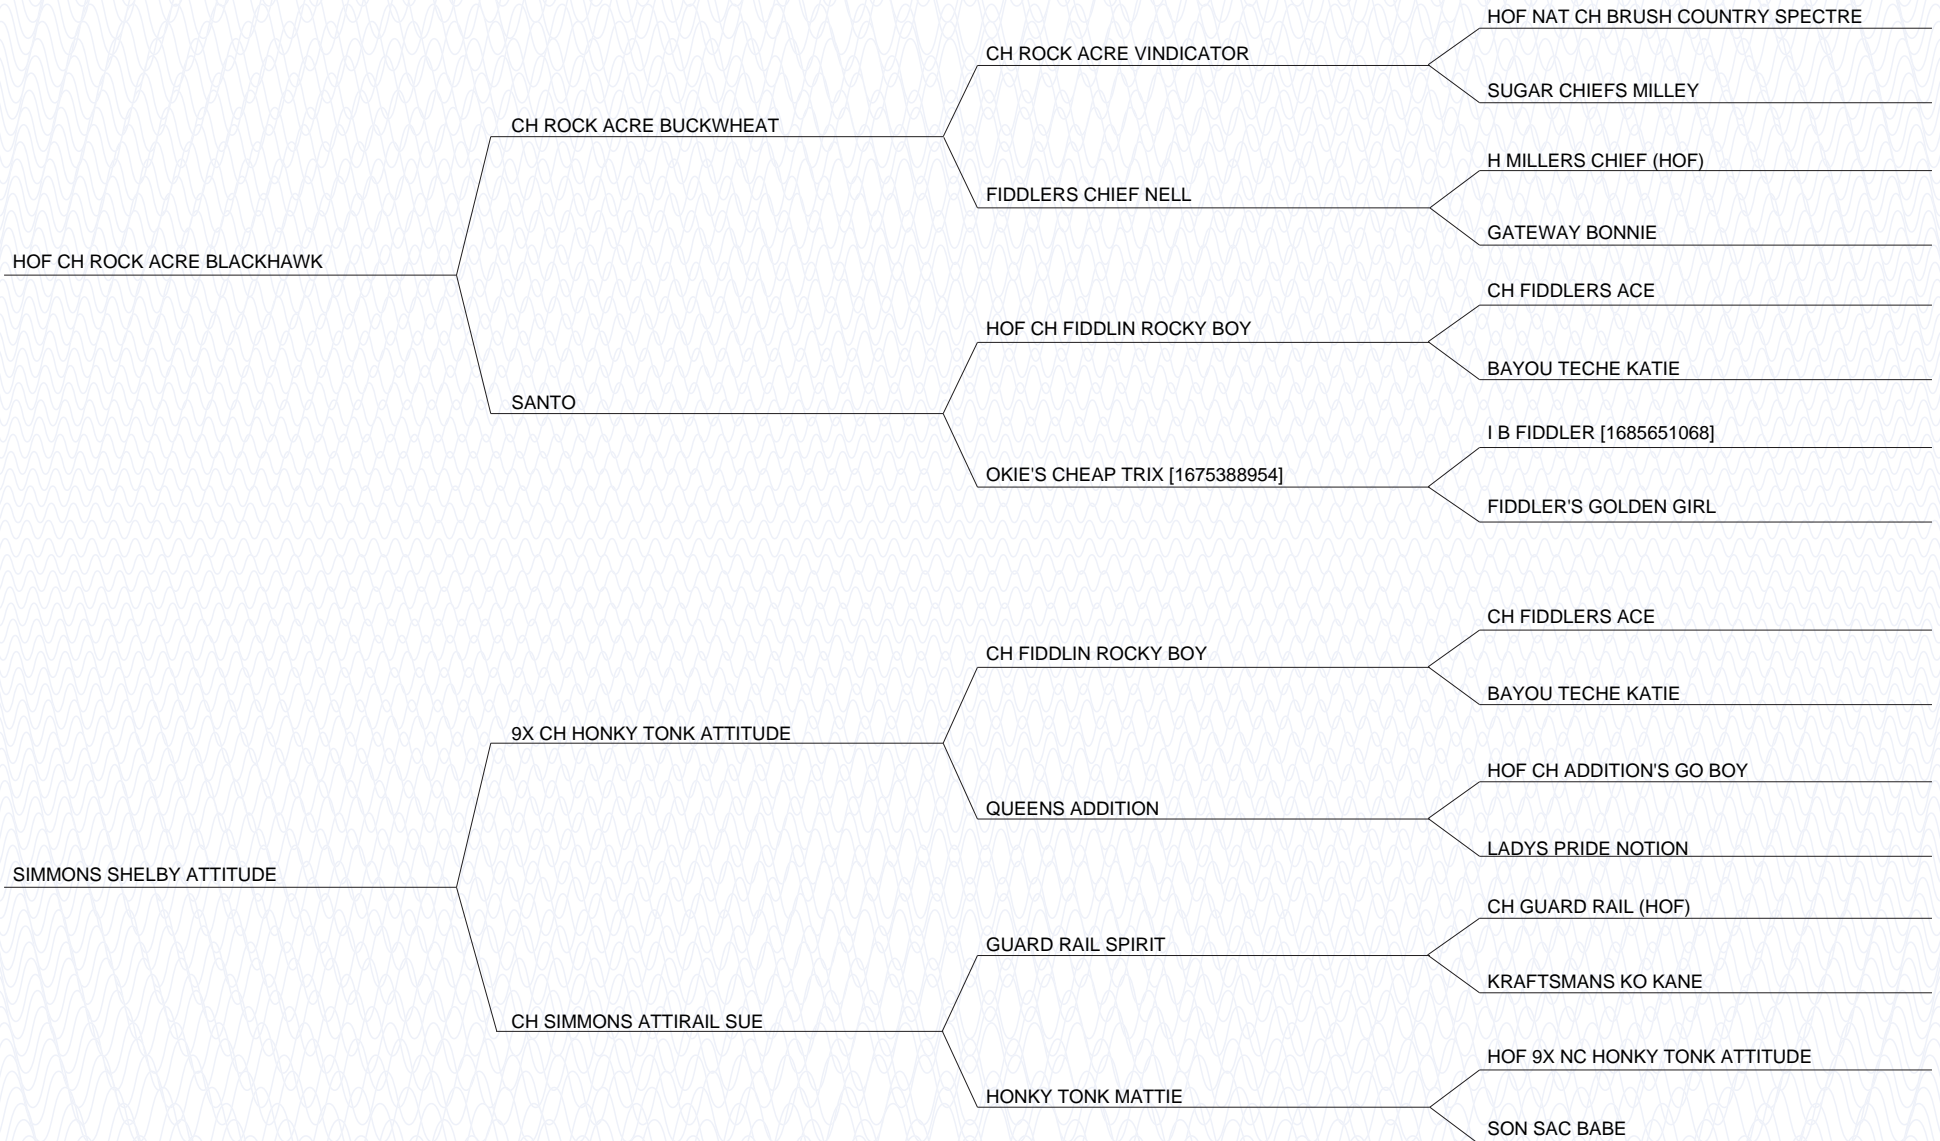 HOF NAT CH BRUSH COUNTRY SPECTRE
CH ROCK ACRE VINDICATOR
SUGAR CHIEFS MILLEY
CH ROCK ACRE BUCKWHEAT
H MILLERS CHIEF (HOF)
FIDDLERS CHIEF NELL
GATEWAY BONNIE
HOF CH ROCK ACRE BLACKHAWK
CH FIDDLERS ACE
HOF CH FIDDLIN ROCKY BOY
BAYOU TECHE KATIE
SANTO
I B FIDDLER [1685651068]
OKIE'S CHEAP TRIX [1675388954]
FIDDLER'S GOLDEN GIRL
CH FIDDLERS ACE
CH FIDDLIN ROCKY BOY
BAYOU TECHE KATIE
9X CH HONKY TONK ATTITUDE
HOF CH ADDITION'S GO BOY
QUEENS ADDITION
LADYS PRIDE NOTION
SIMMONS SHELBY ATTITUDE
CH GUARD RAIL (HOF)
GUARD RAIL SPIRIT
KRAFTSMANS KO KANE
CH SIMMONS ATTIRAIL SUE
HOF 9X NC HONKY TONK ATTITUDE
HONKY TONK MATTIE
SON SAC BABE